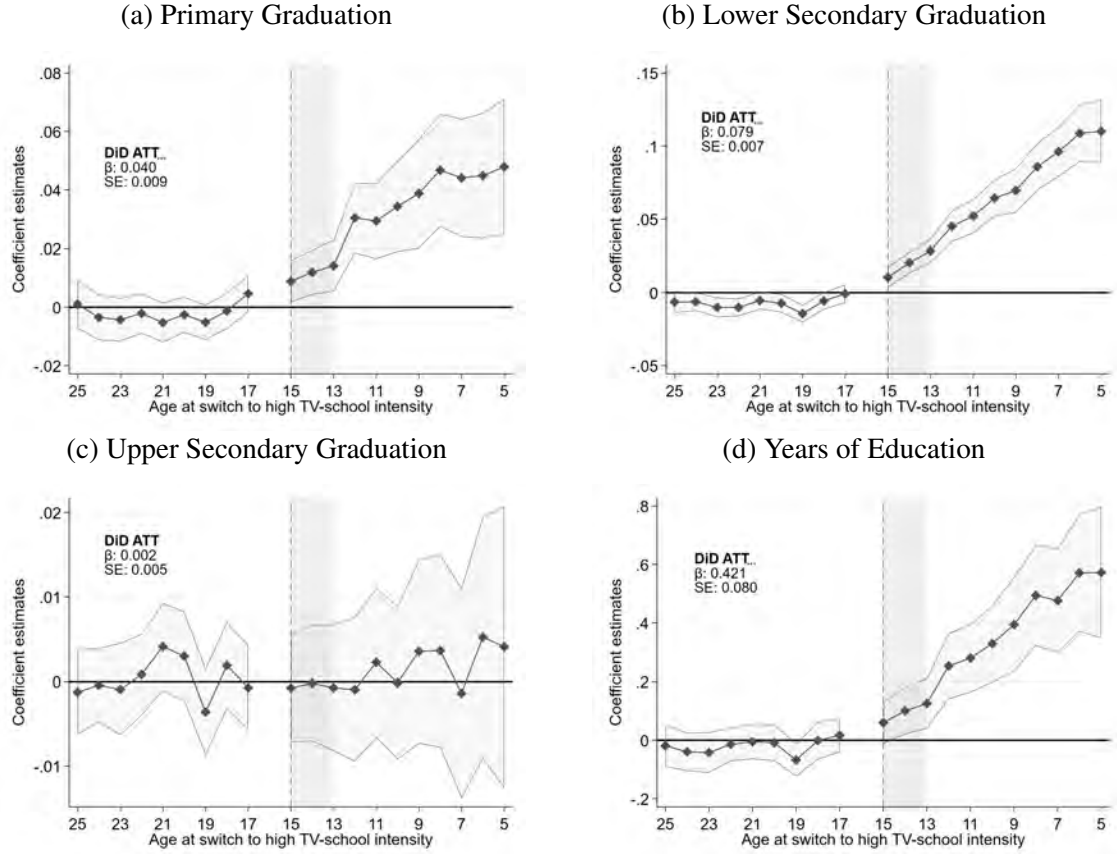 (a) Primary Graduation
.08
.06
.04
.02
0
-.02
Coefficient estimates
DiD ATT
β: 0.040
SE: 0.009
25 23 21 19 17 15 13 11 9 7 5
Age at switch to high TV-school intensity
(b) Lower Secondary Graduation
.15
.1
.05
0
-.05
Coefficient estimates
DiD ATT
β: 0.079
SE: 0.007
25 23 21 19 17 15 13 11 9 7 5
Age at switch to high TV-school intensity
(c) Upper Secondary Graduation
.02
.01
0
-.01
Coefficient estimates
DiD ATT
β: 0.002
SE: 0.005
25 23 21 19 17 15 13 11 9 7 5
Age at switch to high TV-school intensity
(d) Years of Education
.8
.6
.4
.2
0
-.2
Coefficient estimates
DiD ATT
β: 0.421
SE: 0.080
25 23 21 19 17 15 13 11 9 7 5
Age at switch to high TV-school intensity